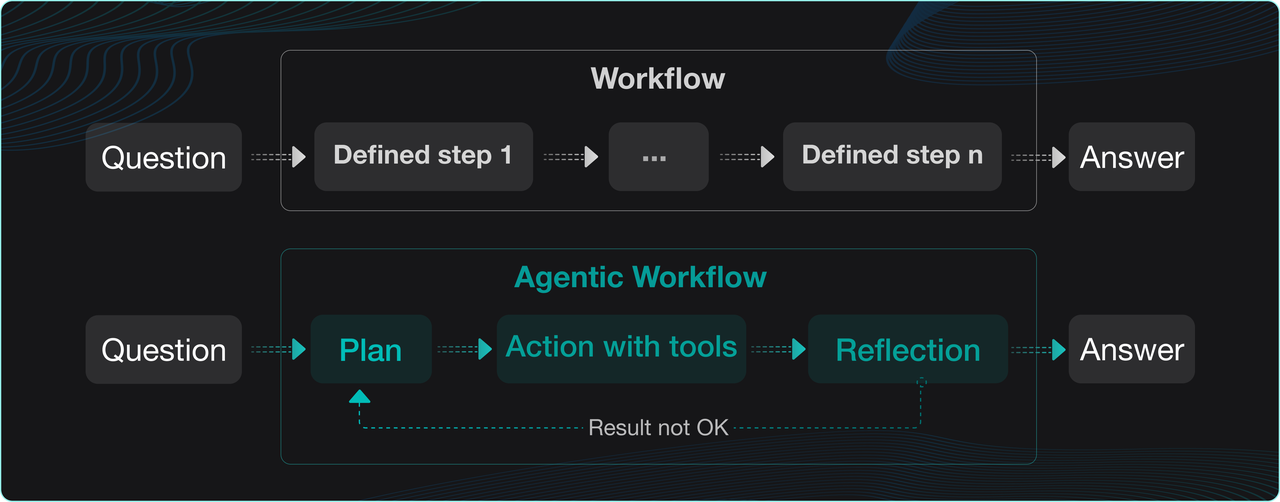 Workflow
Question
Defined step 1
...
Defined step n
Answer
Agentic Workflow
Question
Plan
Action with tools
Reflection
Answer
Result not OK